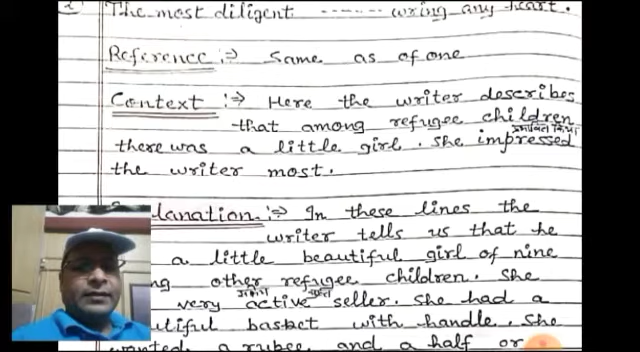 The most diligent ------ wring any heart.
Reference :→ Same as of one
Context :→ Here the writer describes
that among refugee children
प्रभावित किया
there was a little girl. She impressed
the writer most.
lanation :→ In these lines the
writer tells us that he
a little beautiful girl of nine
other refugee children. She
very active seller. She had a
basket with handle. She
wanted a rupee and a half or